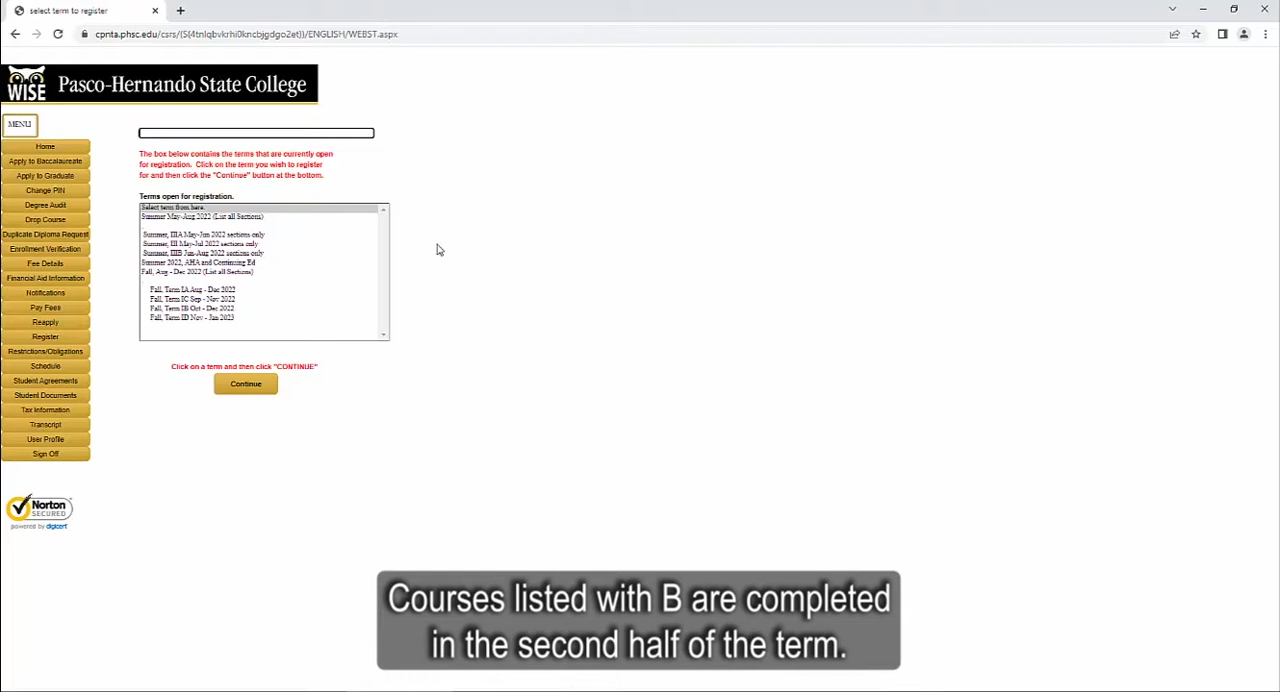 select term to register
cpnta.phsc.edu/csrs/(S(4tnlqbvkrhi0kncbjgdgo2et))/ENGLISH/WEBST.aspx
WISE
Pasco-Hernando State College
MENU
Home
Apply to Baccalaureate
Apply to Graduate
Change PIN
Degree Audit
Drop Course
Duplicate Diploma Request
Enrollment Verification
Fee Details
Financial Aid Information
Notifications
Pay Fees
Reapply
Register
Restrictions/Obligations
Schedule
Student Agreements
Student Documents
Tax Information
Transcript
User Profile
Sign Off
Norton
SECURED
powered by digicert
The box below contains the terms that are currently open
for registration. Click on the term you wish to register
for and then click the "Continue" button at the bottom.
Terms open for registration.
Select term from here.
Summer May-Aug 2022 (List all Sections)
Summer, IIIA May-Jun 2022 sections only
Summer, III May-Jul 2022 sections only
Summer, IIIB Jun-Aug 2022 sections only
Summer 2022, AHA and Continuing Ed
Fall, Aug - Dec 2022 (List all Sections)
Fall, Term IA Aug - Dec 2022
Fall, Term IC Sep - Nov 2022
Fall, Term IB Oct - Dec 2022
Fall, Term ID Nov - Jan 2023
Click on a term and then click "CONTINUE"
Continue
Courses listed with B are completed
in the second half of the term.